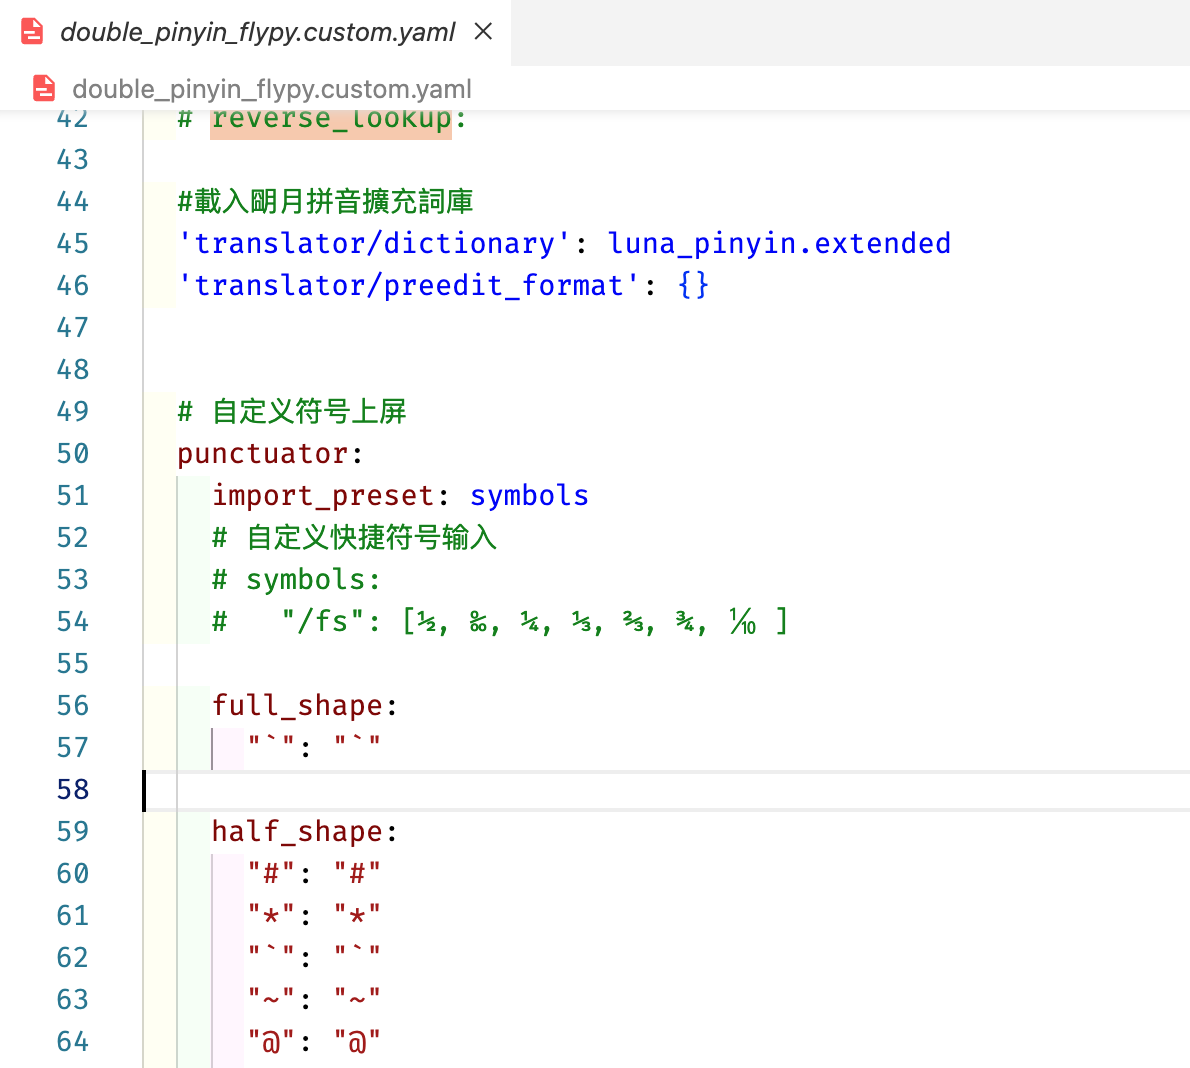 double_pinyin_flypy.custom.yaml
double_pinyin_flypy.custom.yaml
42 # reverse_lookup:
43
44 #載入朙月拼音擴充詞庫
45 'translator/dictionary': luna_pinyin.extended
46 'translator/preedit_format': {}
47
48
49 # 自定义符号上屏
50 punctuator:
51 import_preset: symbols
52 # 自定义快捷符号输入
53 # symbols:
54 #   "/fs": [½, ‰, ¼, ⅓, ⅔, ¾, ⅒ ]
55
56 full_shape:
57 "`": "`"
58
59 half_shape:
60 "#": "#"
61 "*": "*"
62 "`": "`"
63 "~": "~"
64 "@": "@"